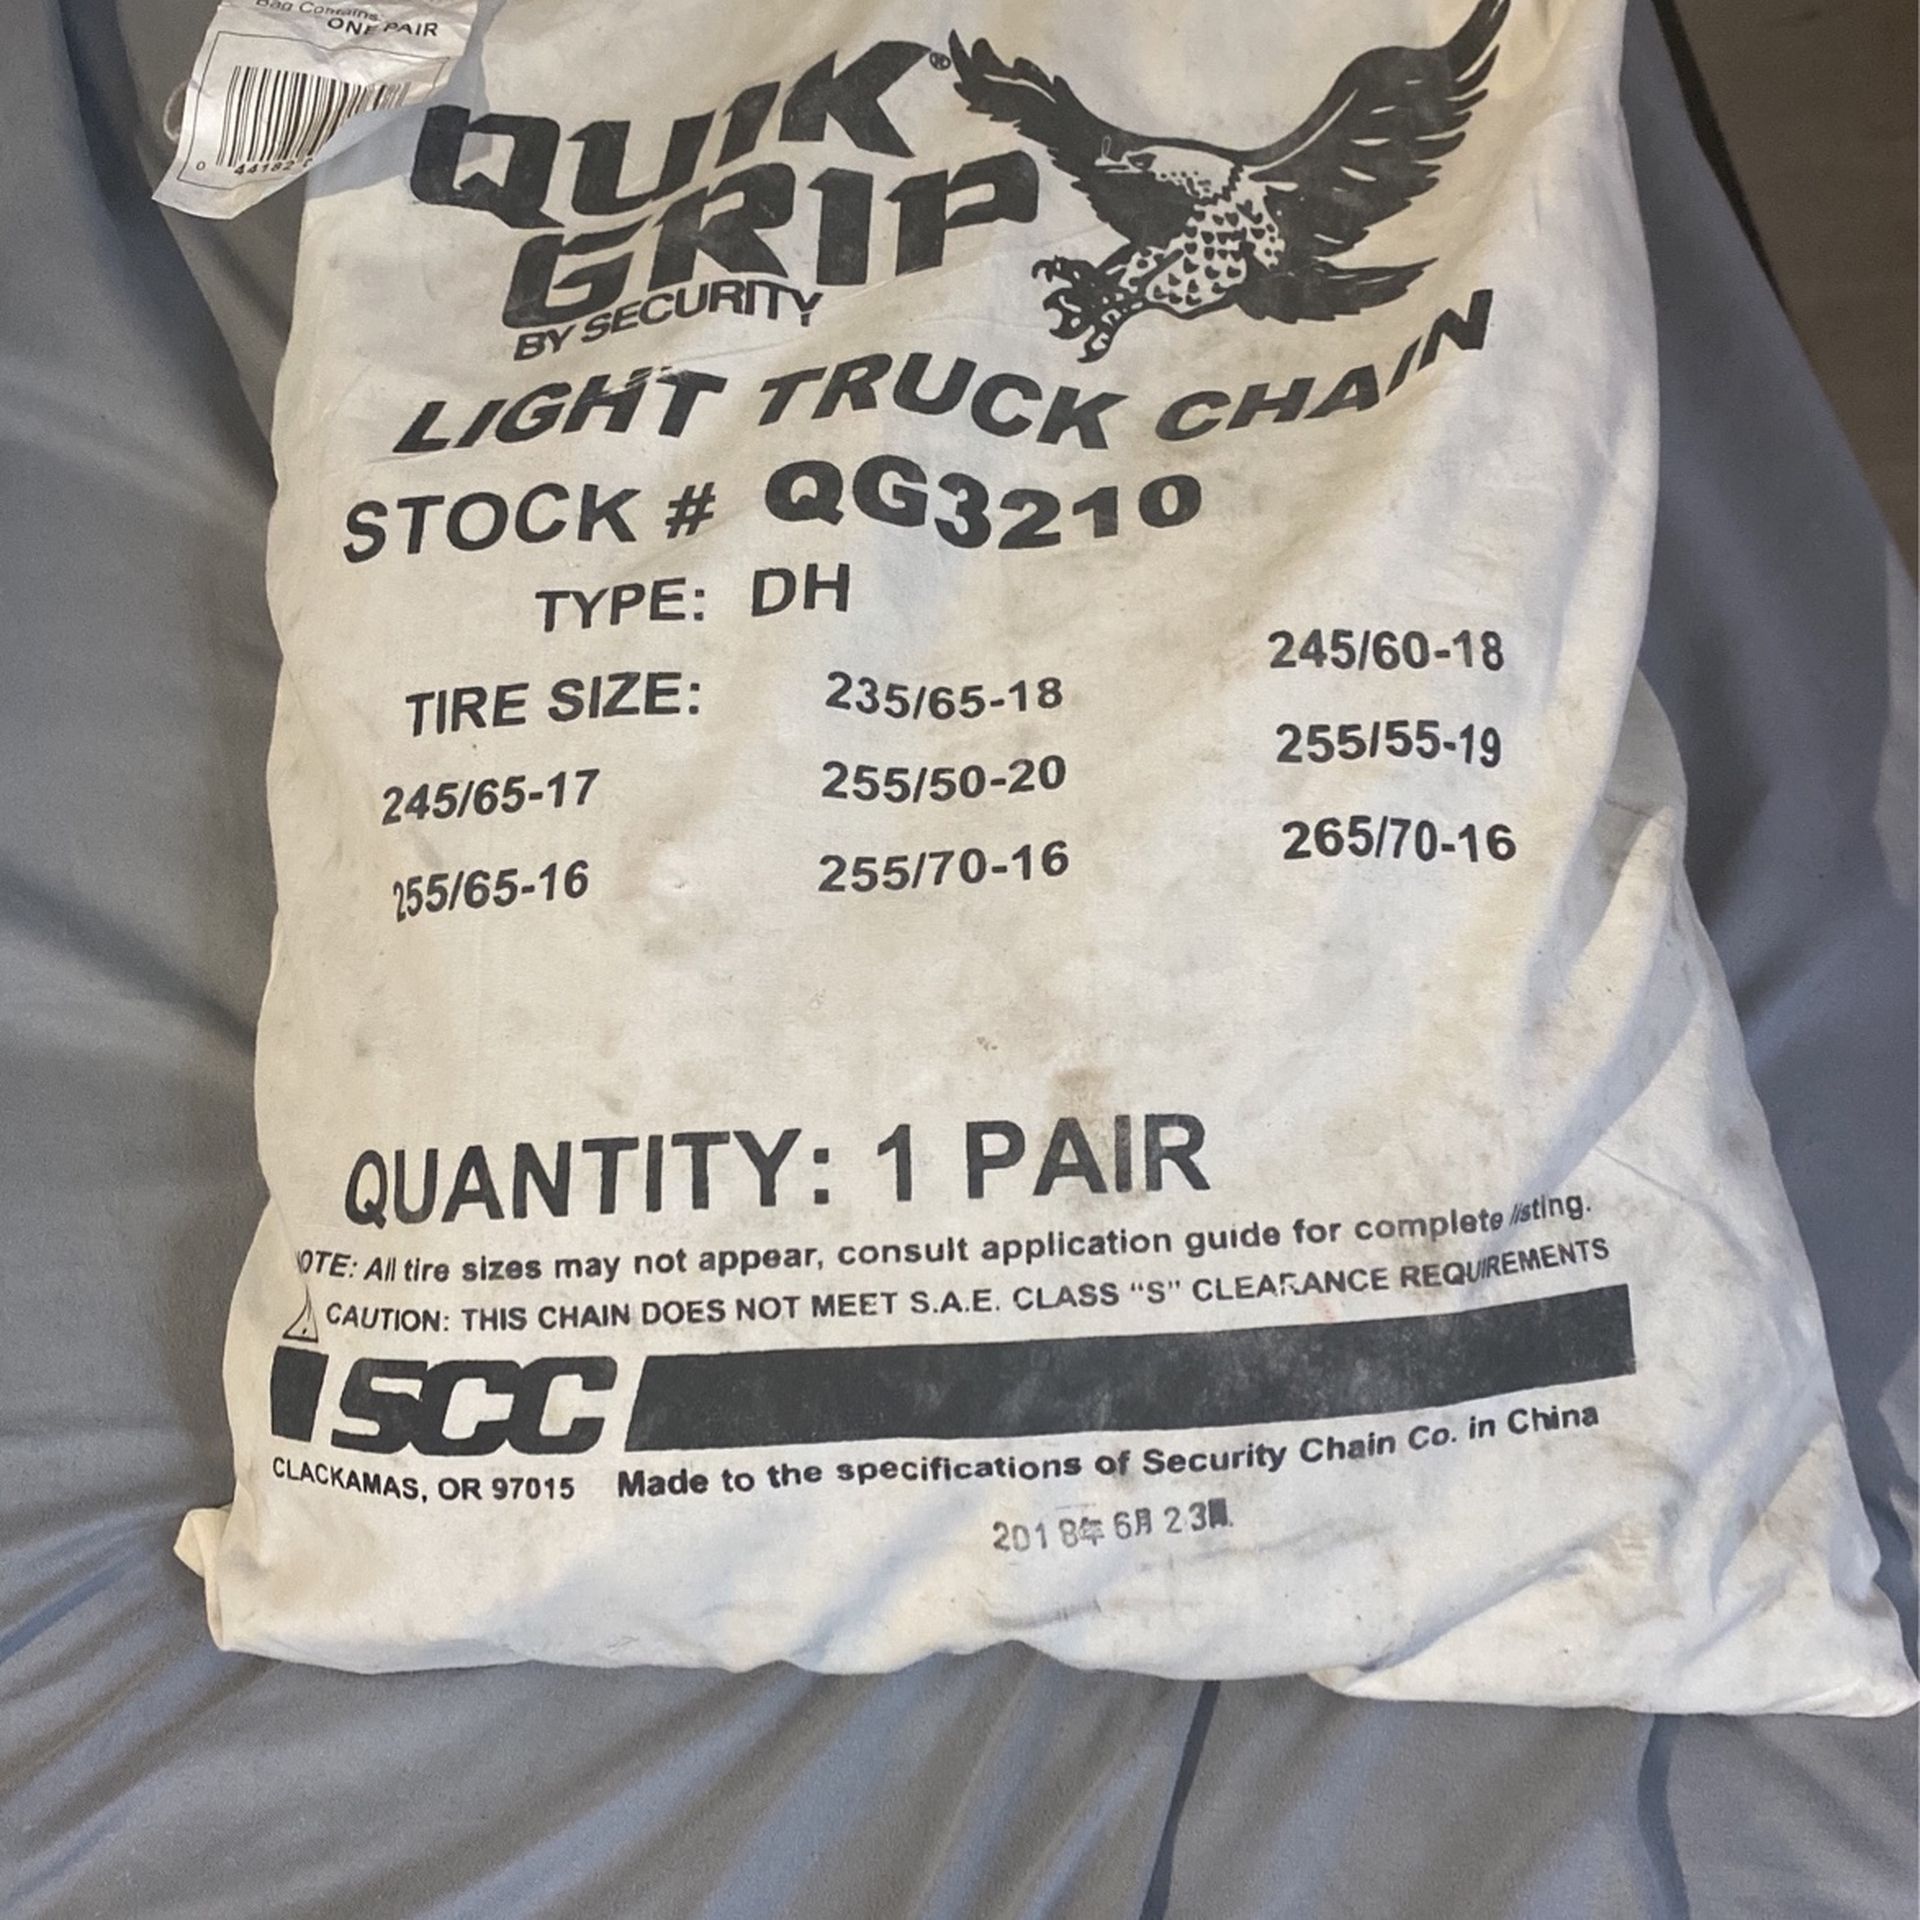 Bag Contains:
ONE PAIR
0 44182
QUIK®
GRIP
BY SECURITY
LIGHT TRUCK CHAIN
STOCK # QG3210
TYPE: DH
TIRE SIZE: 235/65-18 245/60-18
245/65-17 255/50-20 255/55-19
255/65-16 255/70-16 265/70-16
QUANTITY: 1 PAIR
NOTE: All tire sizes may not appear, consult application guide for complete listing.
CAUTION: THIS CHAIN DOES NOT MEET S.A.E. CLASS "S" CLEARANCE REQUIREMENTS
SCC
CLACKAMAS, OR 97015 Made to the specifications of Security Chain Co. in China
2018年6月23